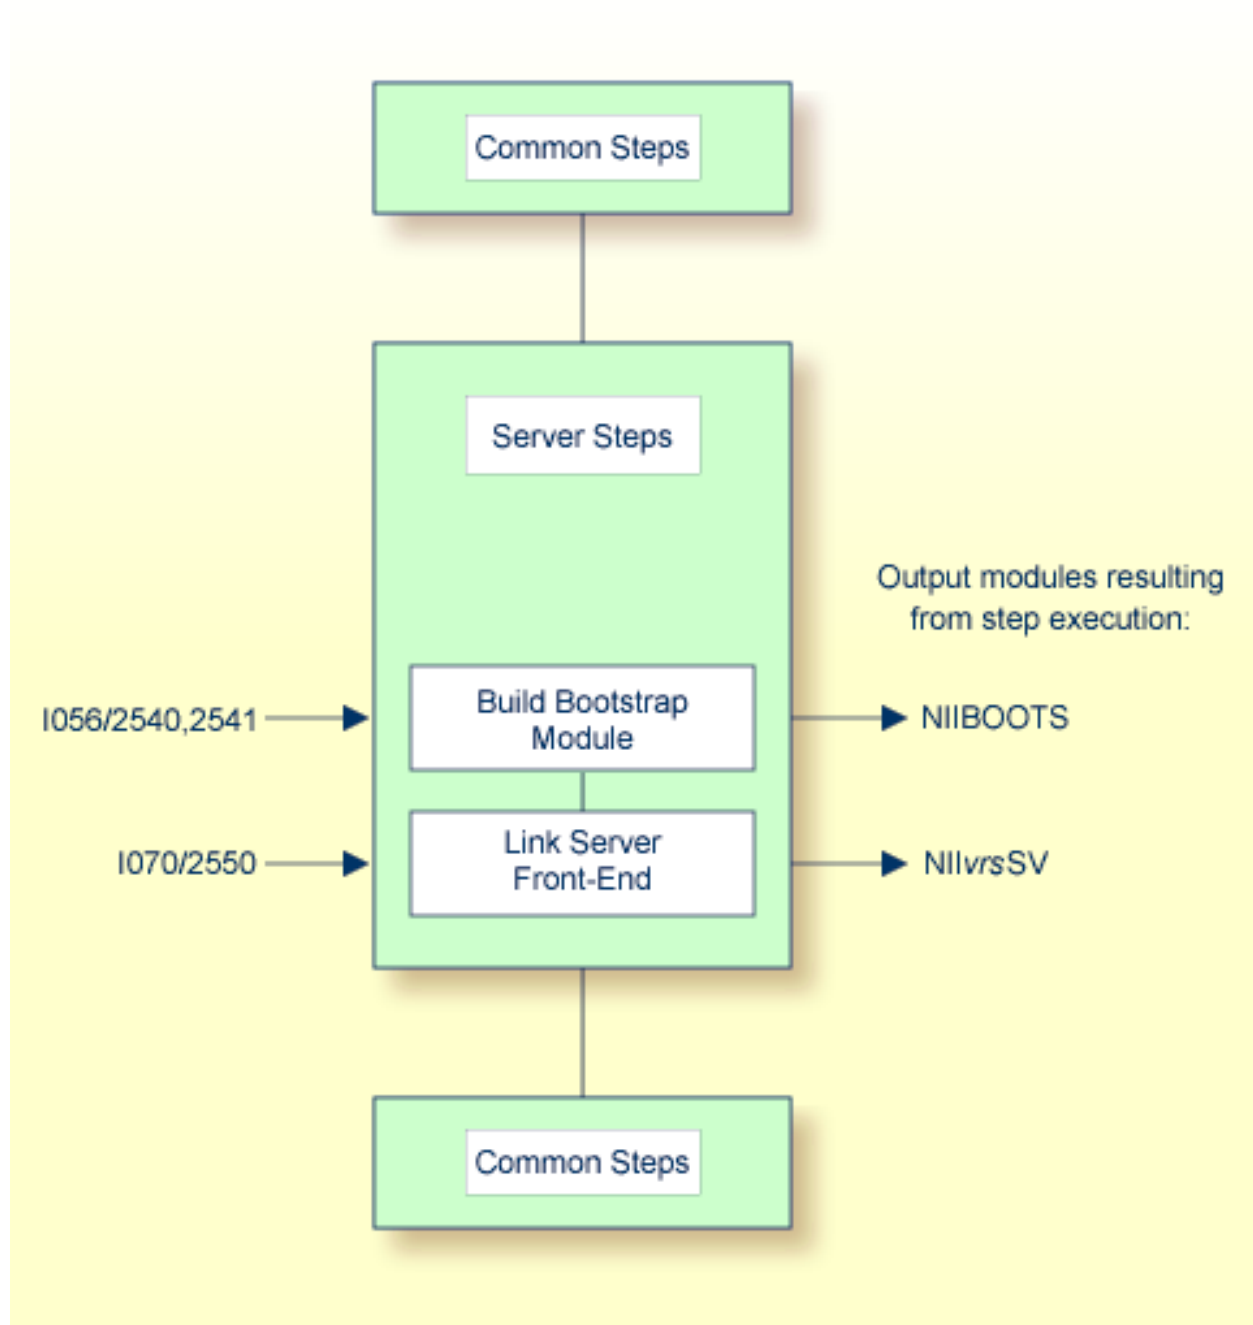 Common Steps
Server Steps
Output modules resulting
from step execution:
I056/2540,2541
Build Bootstrap
Module
NIIBOOTS
I070/2550
Link Server
Front-End
NIIvrsSV
Common Steps